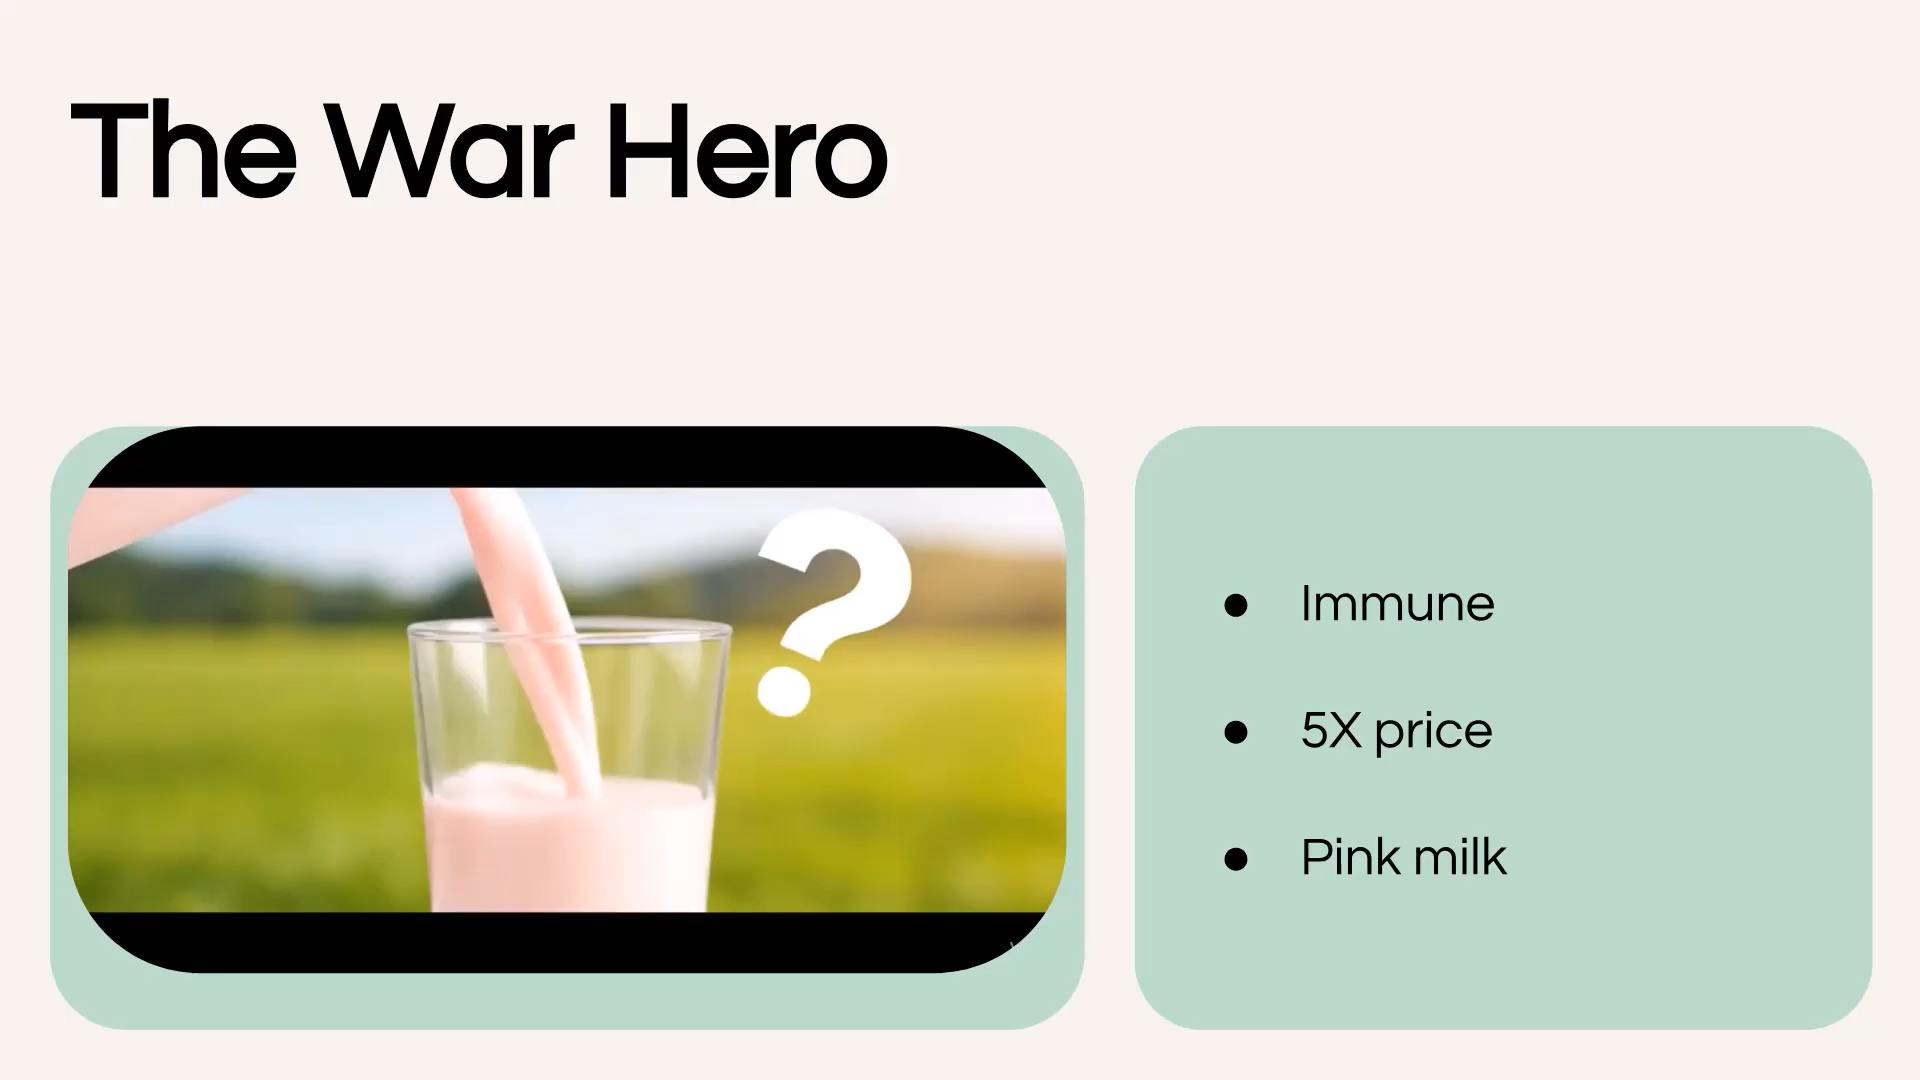 The War Hero
?
● Immune
● 5X price
● Pink milk